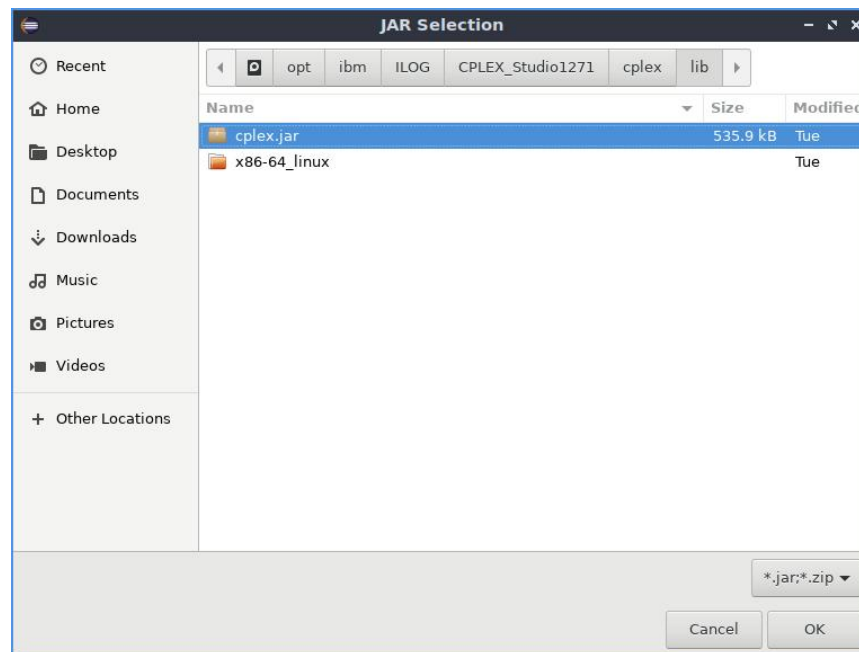 JAR Selection
Recent
Home
Desktop
Documents
Downloads
Music
Pictures
Videos
Other Locations
opt ibm ILOG CPLEX_Studio1271 cplex lib
Name Size Modified
cplex.jar 535.9 kB Tue
x86-64_linux Tue
*.jar;*.zip
Cancel OK